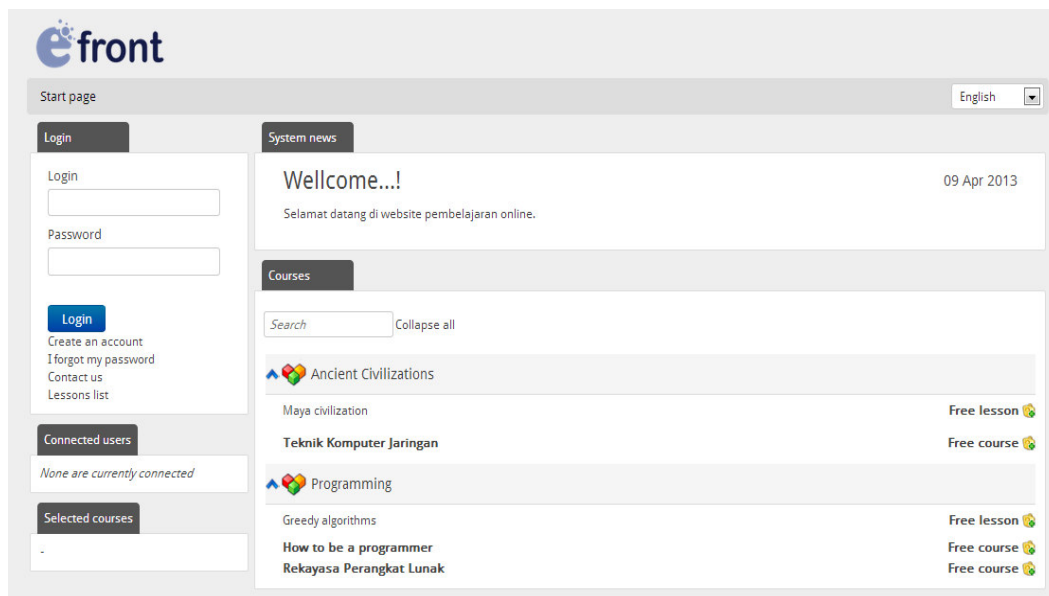 efront
Start page
English
Login
Login
Password
Login
Create an account
I forgot my password
Contact us
Lessons list
Connected users
None are currently connected
Selected courses
-
System news
Wellcome...!
09 Apr 2013
Selamat datang di website pembelajaran online.
Courses
Search Collapse all
Ancient Civilizations
Maya civilization Free lesson
Teknik Komputer Jaringan Free course
Programming
Greedy algorithms Free lesson
How to be a programmer Free course
Rekayasa Perangkat Lunak Free course